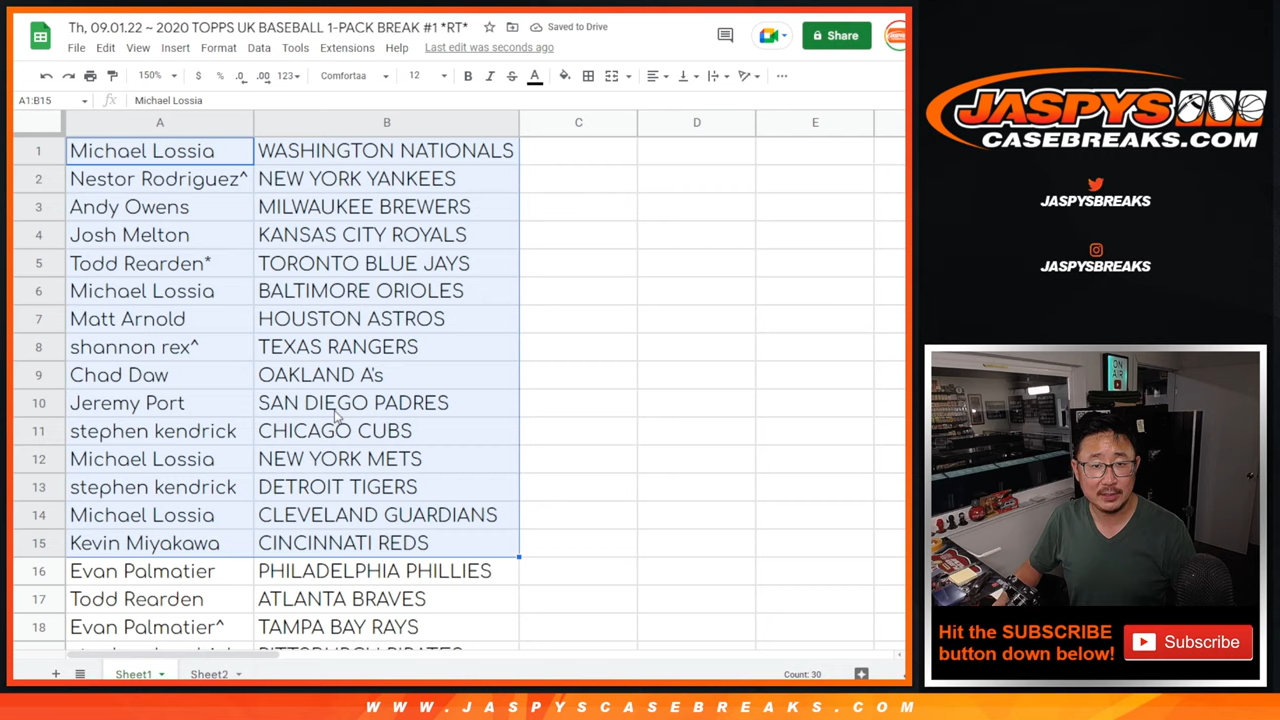 Th, 09.01.22 ~ 2020 TOPPS UK BASEBALL 1-PACK BREAK #1 *RT*
Saved to Drive
File Edit View Insert Format Data Tools Extensions Help Last edit was seconds ago
Share
150% $ % .0 .00 123 Comfortaa 12 B I S A
A1:B15 fx Michael Lossia
A B C D E
1 Michael Lossia WASHINGTON NATIONALS
2 Nestor Rodriguez^ NEW YORK YANKEES
3 Andy Owens MILWAUKEE BREWERS
4 Josh Melton KANSAS CITY ROYALS
5 Todd Rearden* TORONTO BLUE JAYS
6 Michael Lossia BALTIMORE ORIOLES
7 Matt Arnold HOUSTON ASTROS
8 shannon rex^ TEXAS RANGERS
9 Chad Daw OAKLAND A's
10 Jeremy Port SAN DIEGO PADRES
11 stephen kendrick CHICAGO CUBS
12 Michael Lossia NEW YORK METS
13 stephen kendrick DETROIT TIGERS
14 Michael Lossia CLEVELAND GUARDIANS
15 Kevin Miyakawa CINCINNATI REDS
16 Evan Palmatier PHILADELPHIA PHILLIES
17 Todd Rearden ATLANTA BRAVES
18 Evan Palmatier^ TAMPA BAY RAYS
PITTSBURGH PIRATES
Sheet1 Sheet2 Count: 30
JASPYS
CASEBREAKS.COM
JASPYSBREAKS
JASPYSBREAKS
ON AIR
Hit the SUBSCRIBE
button down below!
Subscribe
WWW.JASPYSCASEBREAKS.COM